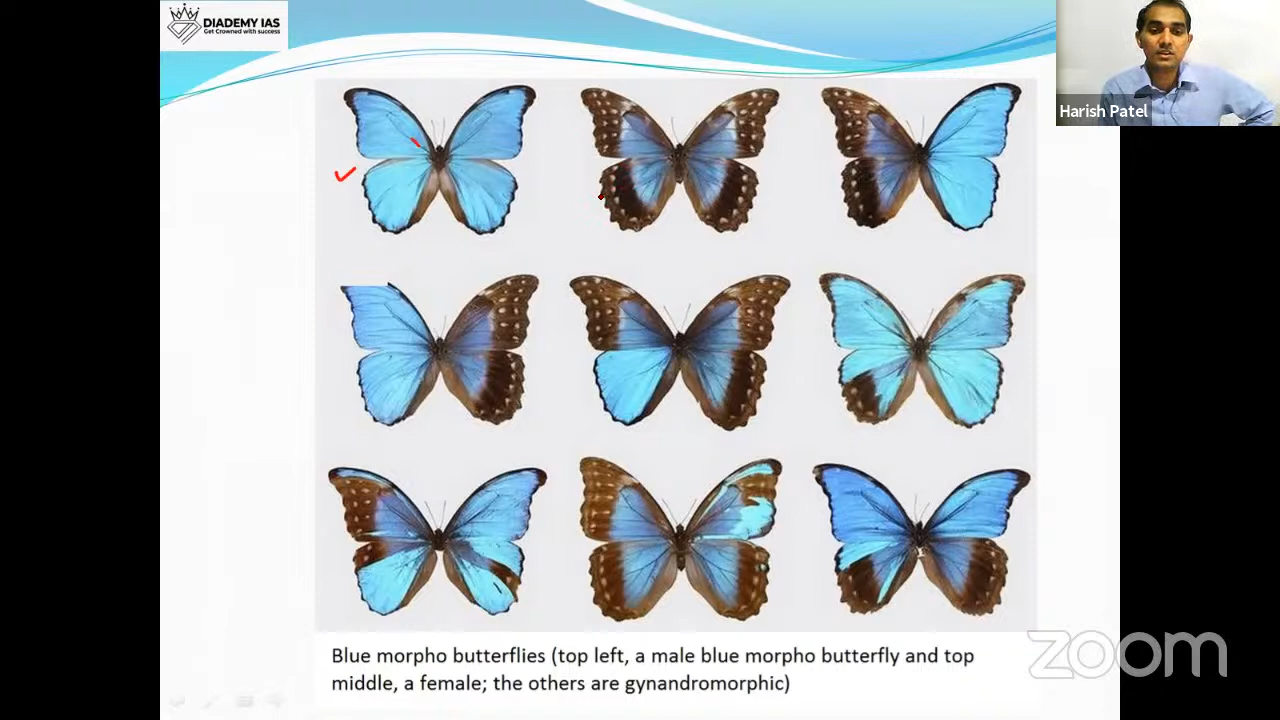 DIADEMY IAS
Get Crowned with success
Harish Patel
Blue morpho butterflies (top left, a male blue morpho butterfly and top
middle, a female; the others are gynandromorphic)
zoom